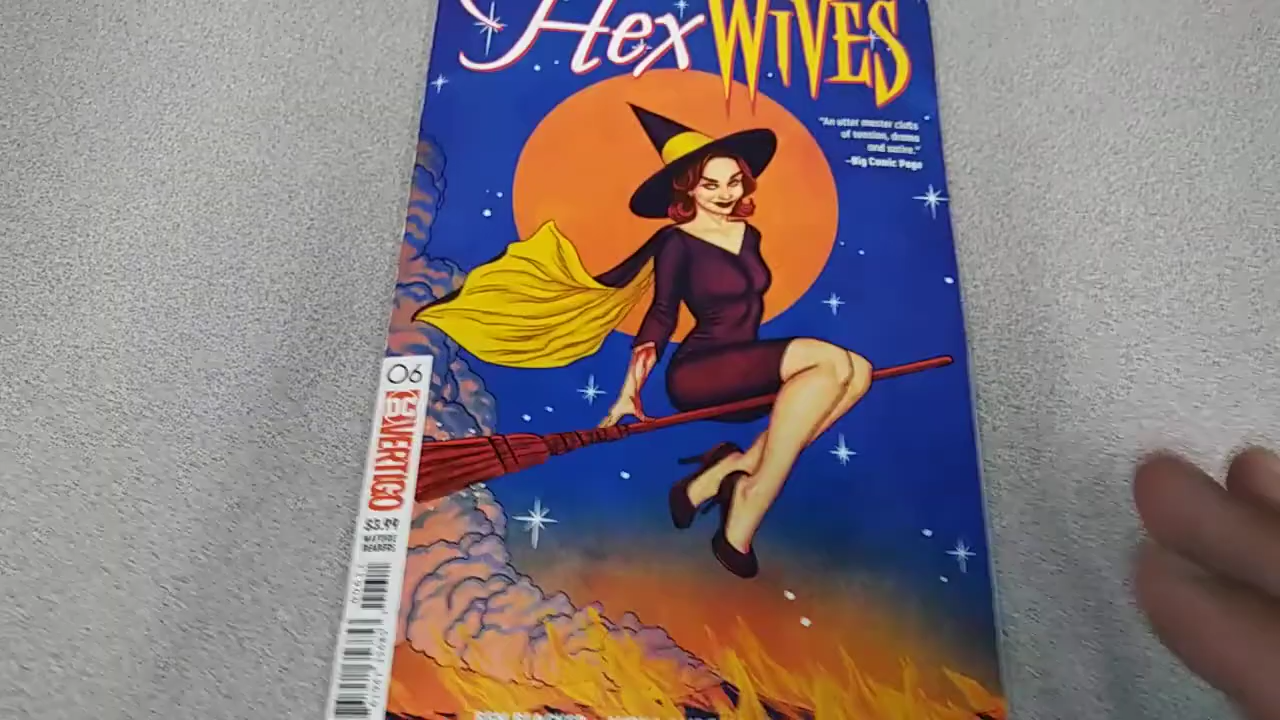 Hex WIVES
"An utter master class
of tension, drama
and satire."
—Big Comic Page
06
DC VERTIGO
$3.99
MATURE
READERS